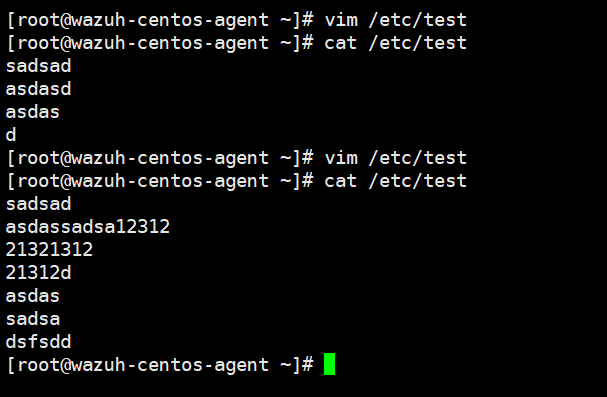 [root@wazuh-centos-agent ~]# vim /etc/test
[root@wazuh-centos-agent ~]# cat /etc/test
sadsad
asdasd
asdas
d
[root@wazuh-centos-agent ~]# vim /etc/test
[root@wazuh-centos-agent ~]# cat /etc/test
sadsad
asdassadsa12312
21321312
21312d
asdas
sadsa
dsfsdd
[root@wazuh-centos-agent ~]#